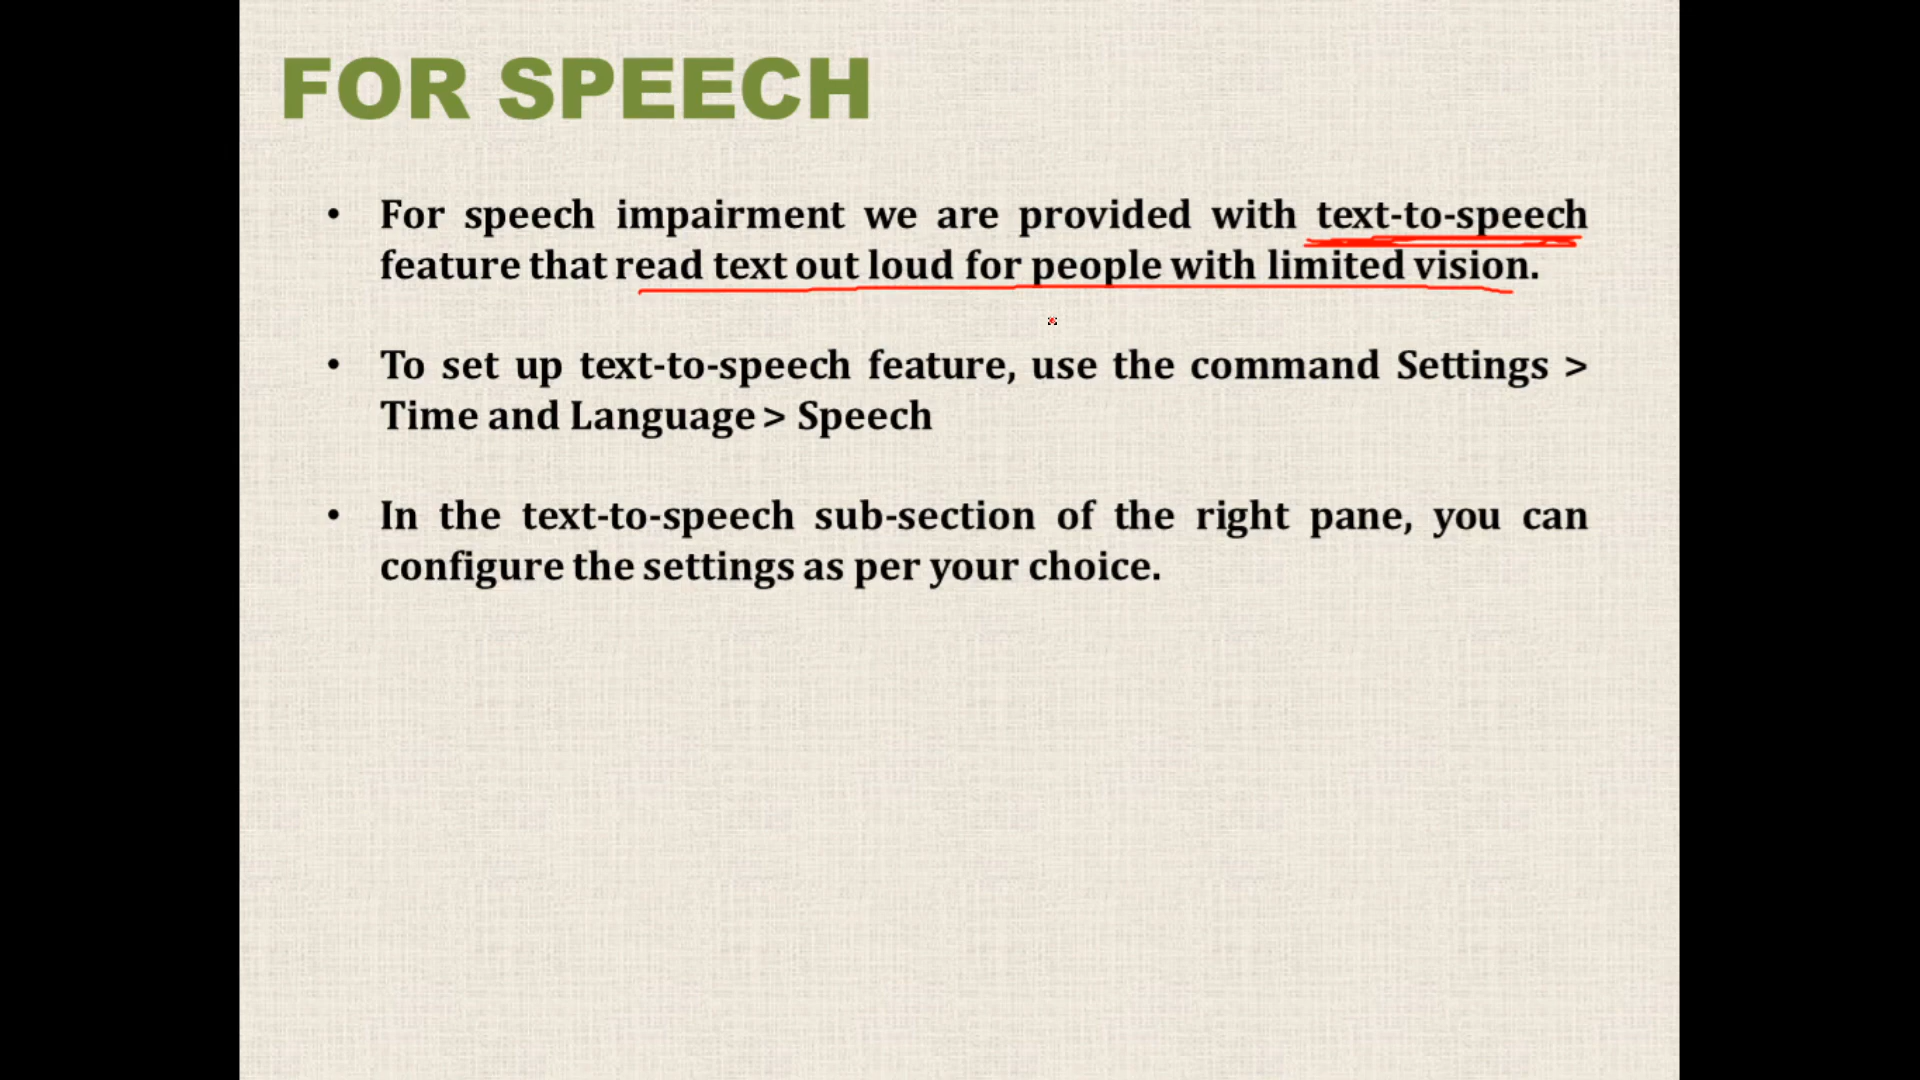 FOR SPEECH
• For speech impairment we are provided with text-to-speech
feature that read text out loud for people with limited vision.
• To set up text-to-speech feature, use the command Settings >
Time and Language > Speech
• In the text-to-speech sub-section of the right pane, you can
configure the settings as per your choice.